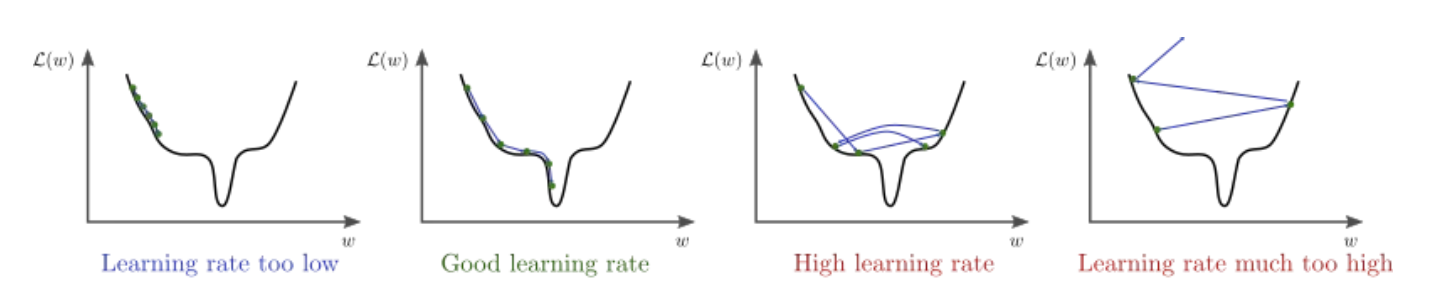 ℒ(w) ℒ(w) ℒ(w) ℒ(w)
w w w w
Learning rate too low Good learning rate High learning rate Learning rate much too high